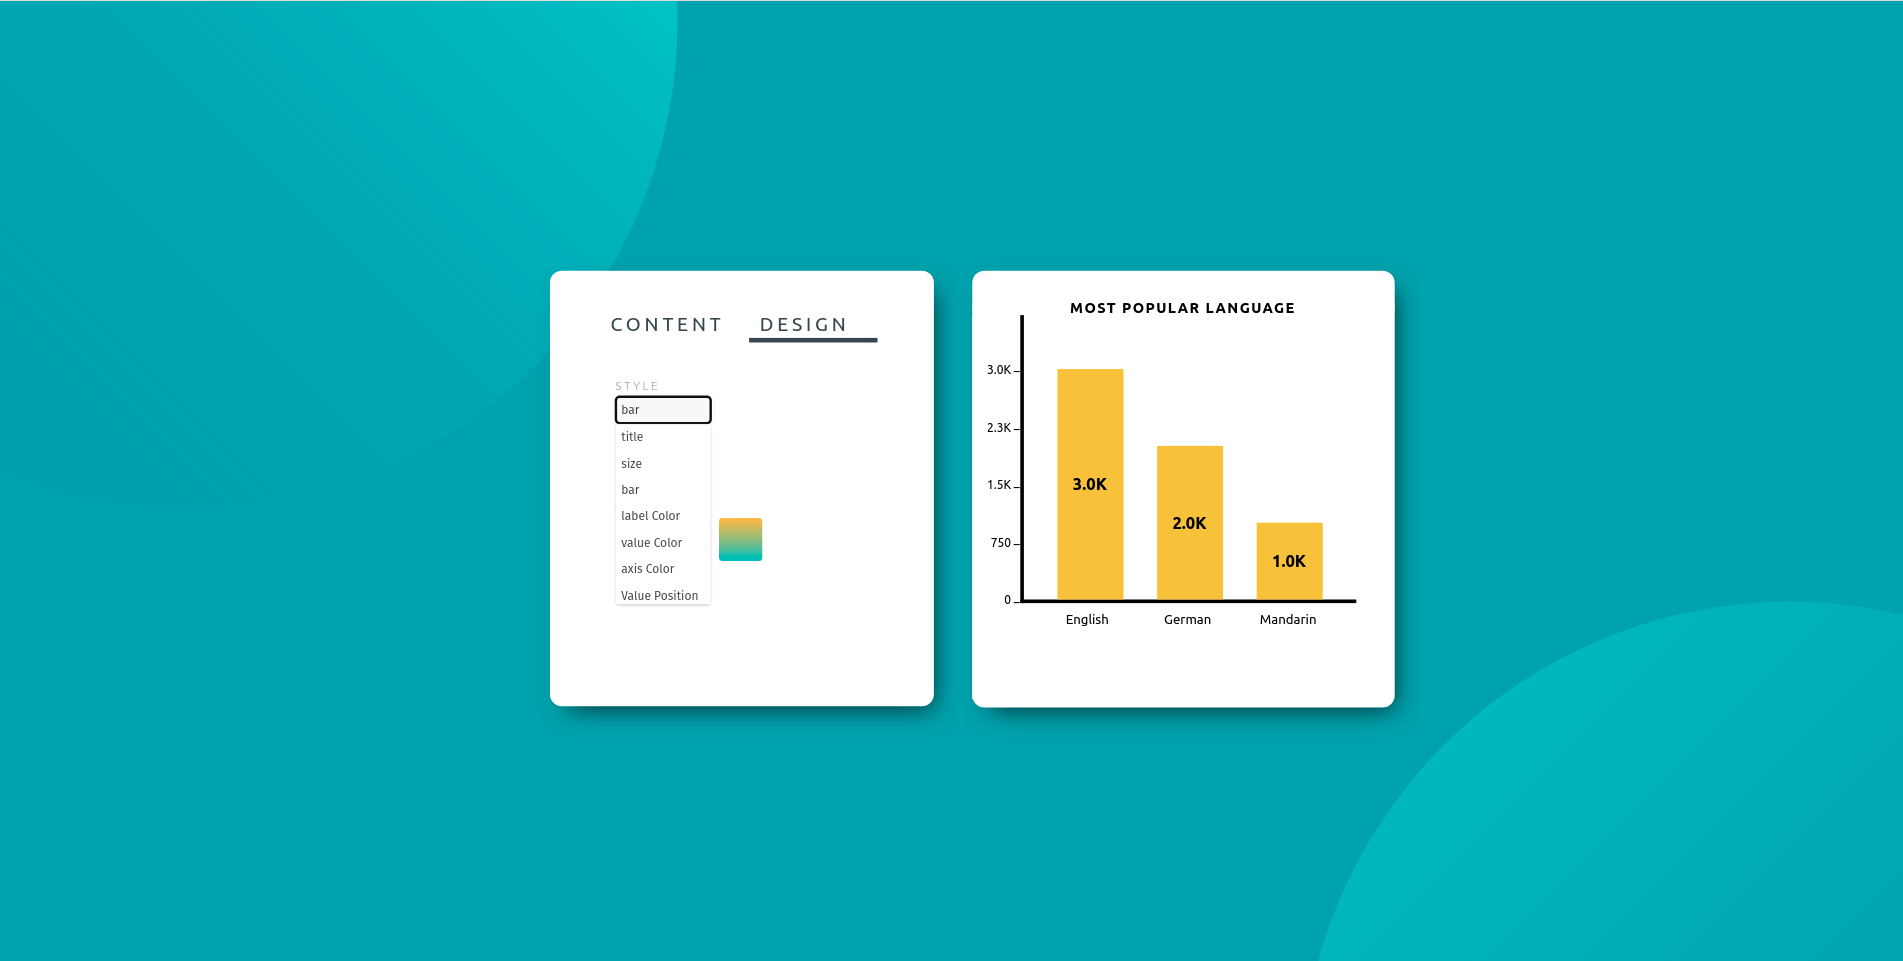 CONTENT DESIGN
STYLE
bar
title
size
bar
label Color
value Color
axis Color
Value Position
MOST POPULAR LANGUAGE
3.0K
2.3K
1.5K
750
0
3.0K
2.0K
1.0K
English German Mandarin